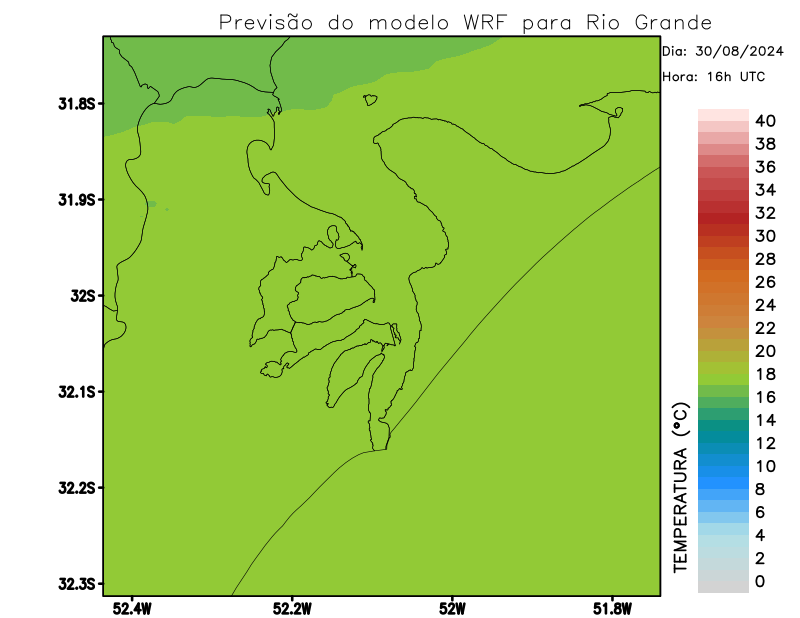 Previsão do modelo WRF para Rio Grande
Dia: 30/08/2024
Hora: 16h UTC
31.8S
31.9S
32S
32.1S
32.2S
32.3S
52.4W
52.2W
52W
51.8W
TEMPERATURA (°C)
40
38
36
34
32
30
28
26
24
22
20
18
16
14
12
10
8
6
4
2
0